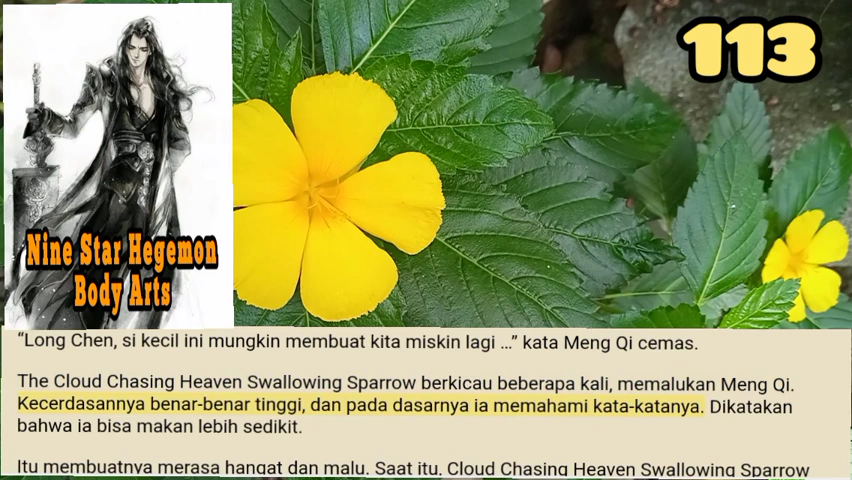 113
Nine Star Hegemon
Body Arts
“Long Chen, si kecil ini mungkin membuat kita miskin lagi …” kata Meng Qi cemas.
The Cloud Chasing Heaven Swallowing Sparrow berkicau beberapa kali, memalukan Meng Qi.
Kecerdasannya benar-benar tinggi, dan pada dasarnya ia memahami kata-katanya. Dikatakan
bahwa ia bisa makan lebih sedikit.
Itu membuatnya merasa hangat dan malu. Saat itu, Cloud Chasing Heaven Swallowing Sparrow